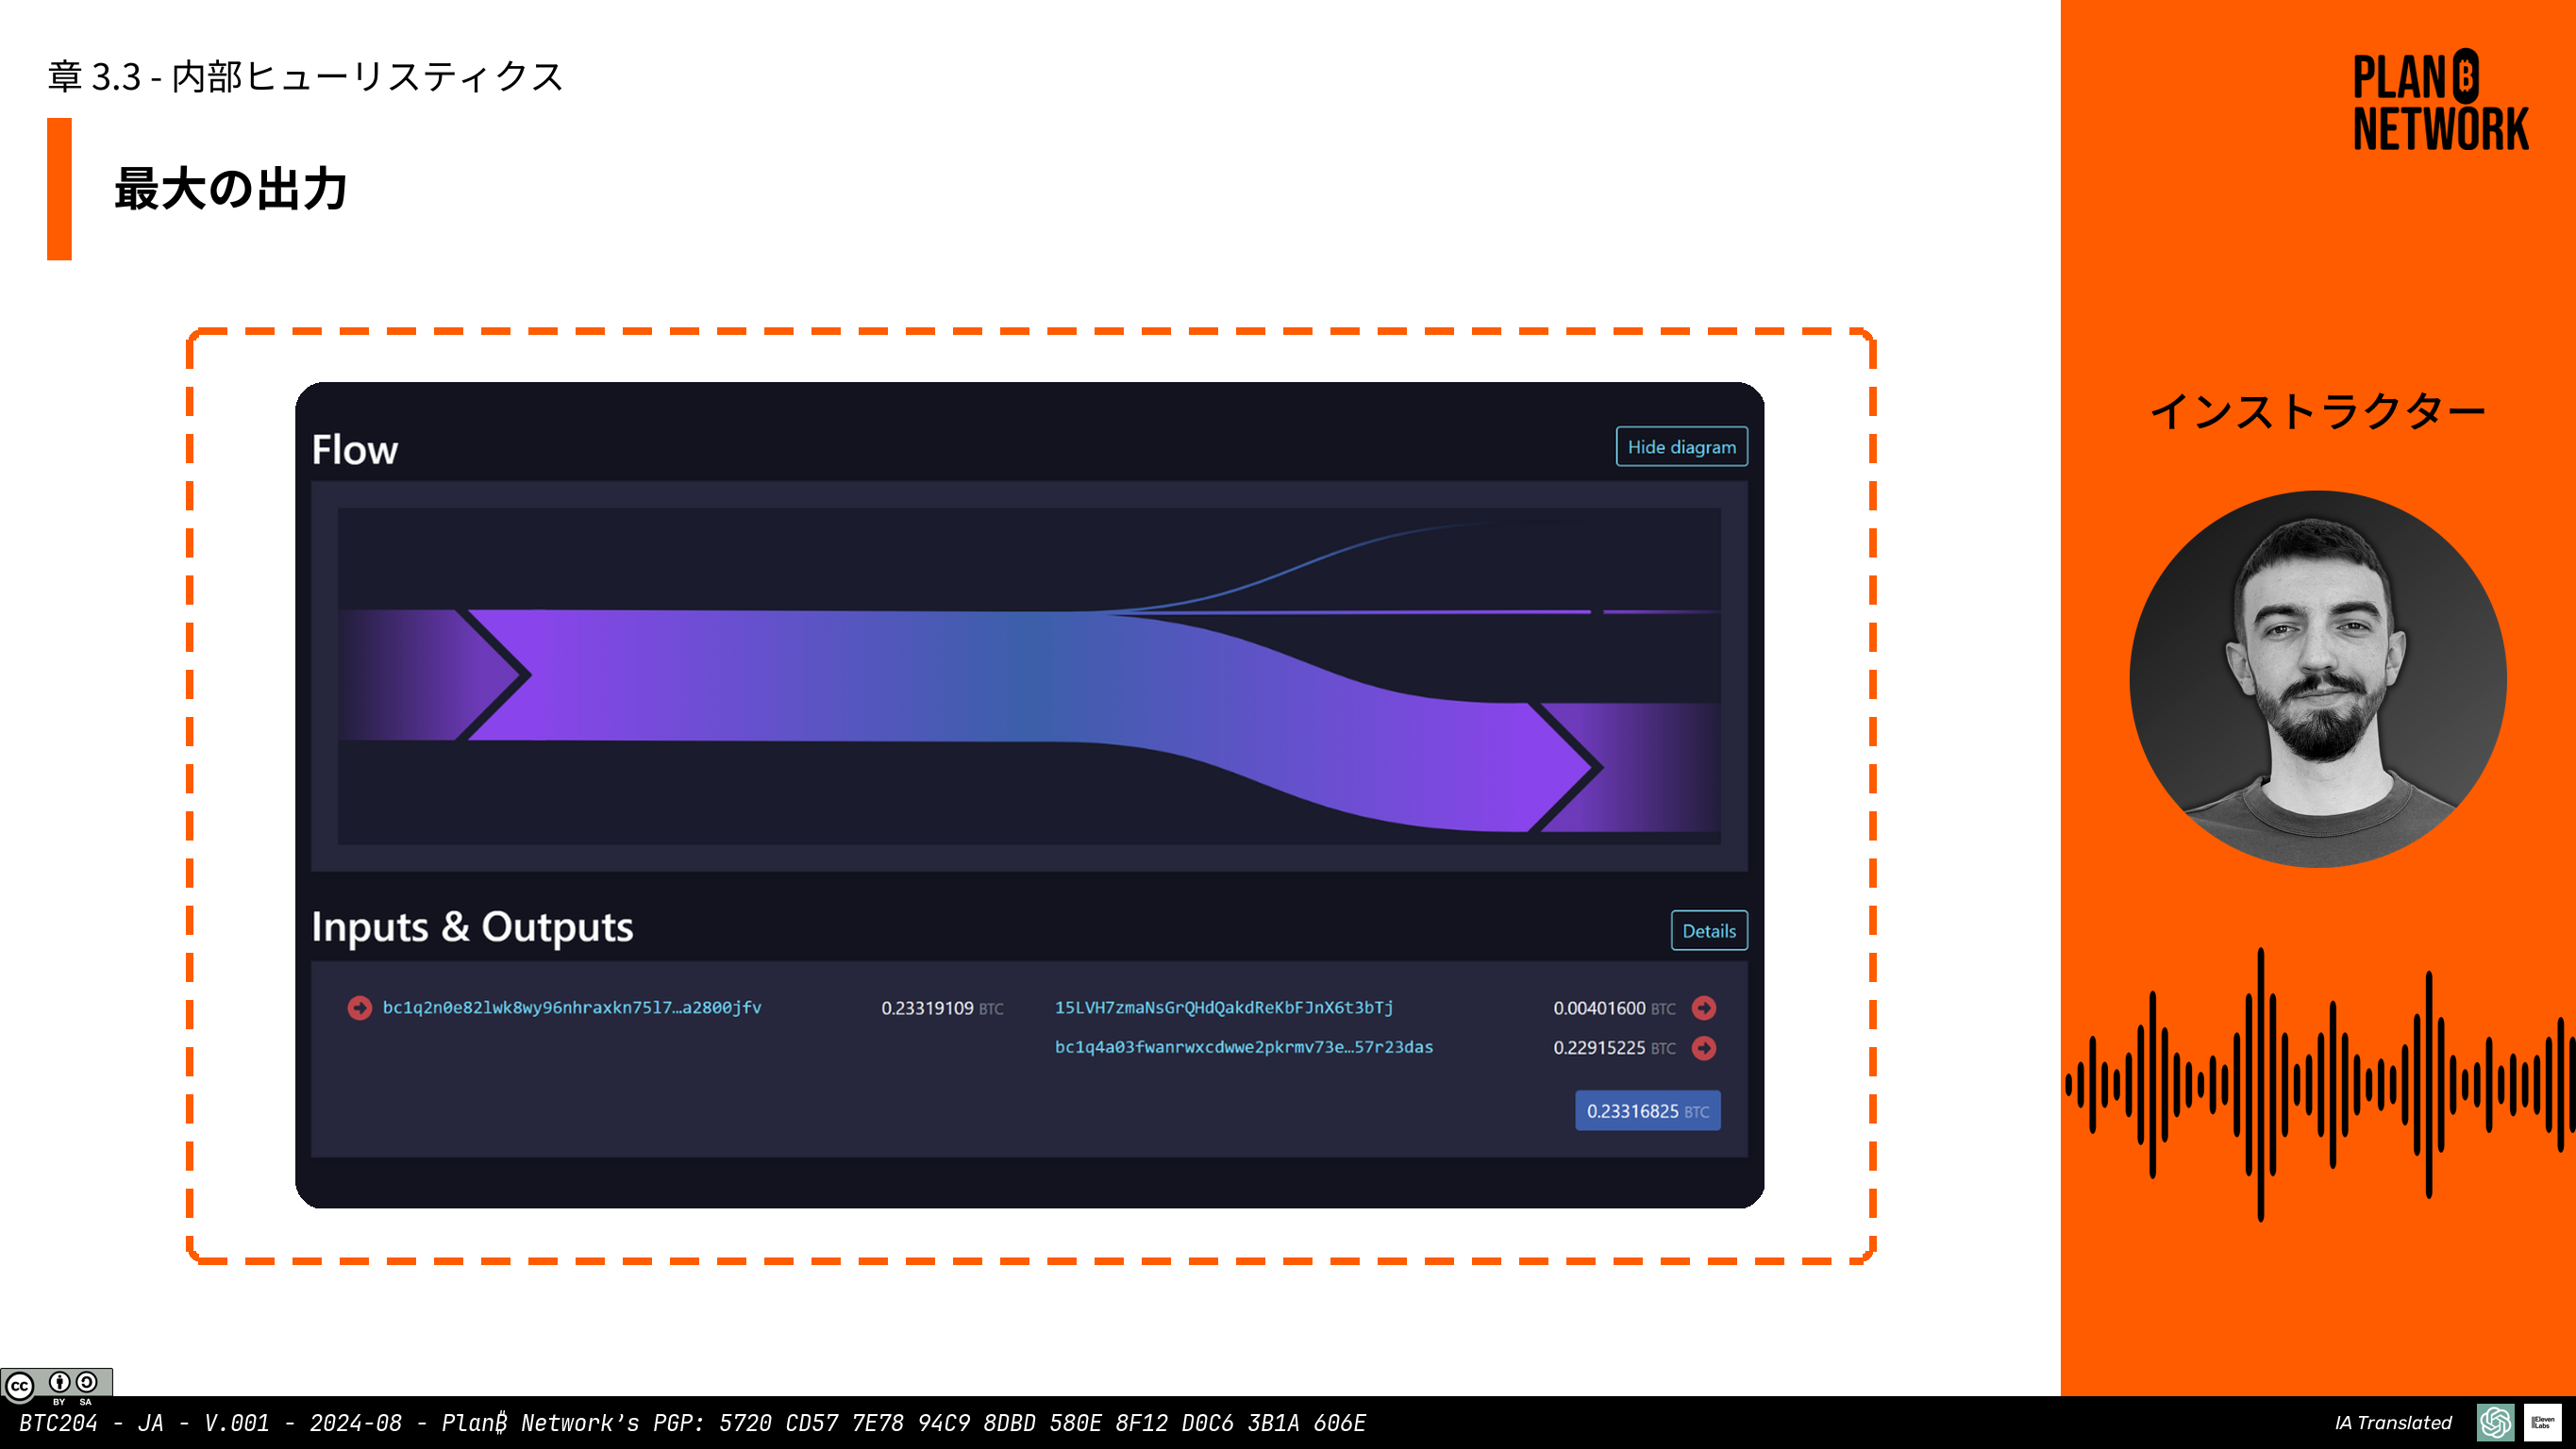 章 3.3 - 内部ヒューリスティクス
最大の出力
PLAN B
NETWORK
インストラクター
Flow
Hide diagram
Inputs & Outputs
Details
bc1q2n0e82lwk8wy96nhraxkn75l7…a2800jfv 0.23319109 BTC
15LVH7zmaNsGrQHdQakdReKbFJnX6t3bTj 0.00401600 BTC
bc1q4a03fwanrwxcdwwe2pkrmv73e…57r23das 0.22915225 BTC
0.23316825 BTC
cc BY SA
BTC204 - JA - V.001 - 2024-08 - Plan₿ Network's PGP: 5720 CD57 7E78 94C9 8DBD 580E 8F12 D0C6 3B1A 606E
IA Translated
ElevenLabs